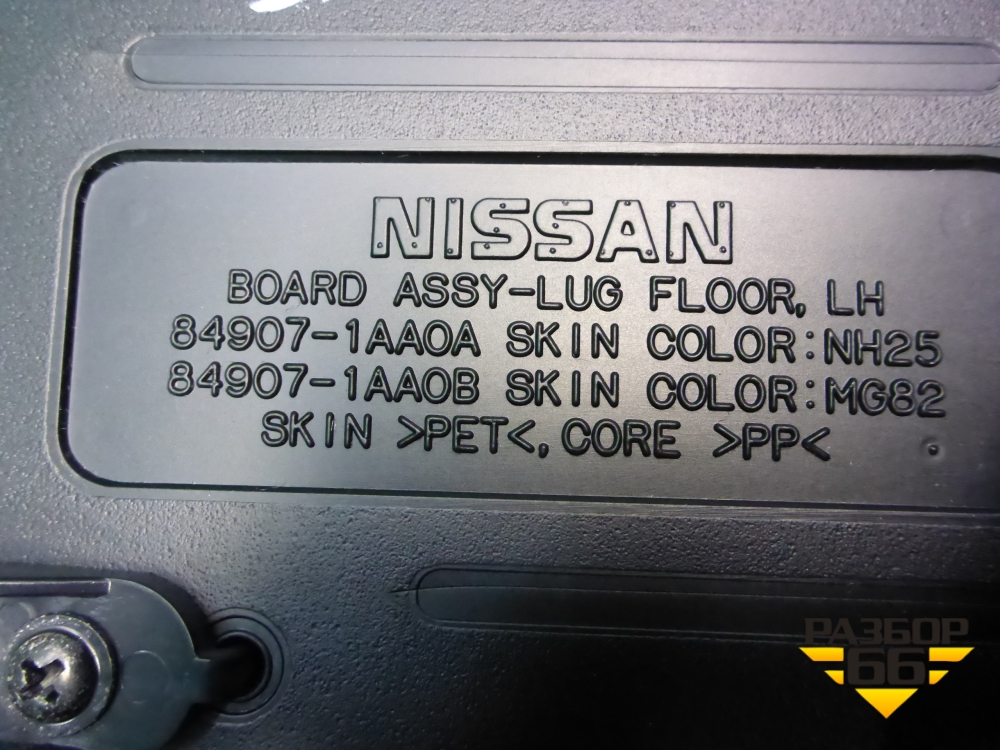 NISSAN
BOARD ASSY-LUG FLOOR, LH
84907-1AA0A SKIN COLOR:NH25
84907-1AA0B SKIN COLOR:MG82
SKIN >PET<, CORE >PP<
РАЗБОР
66